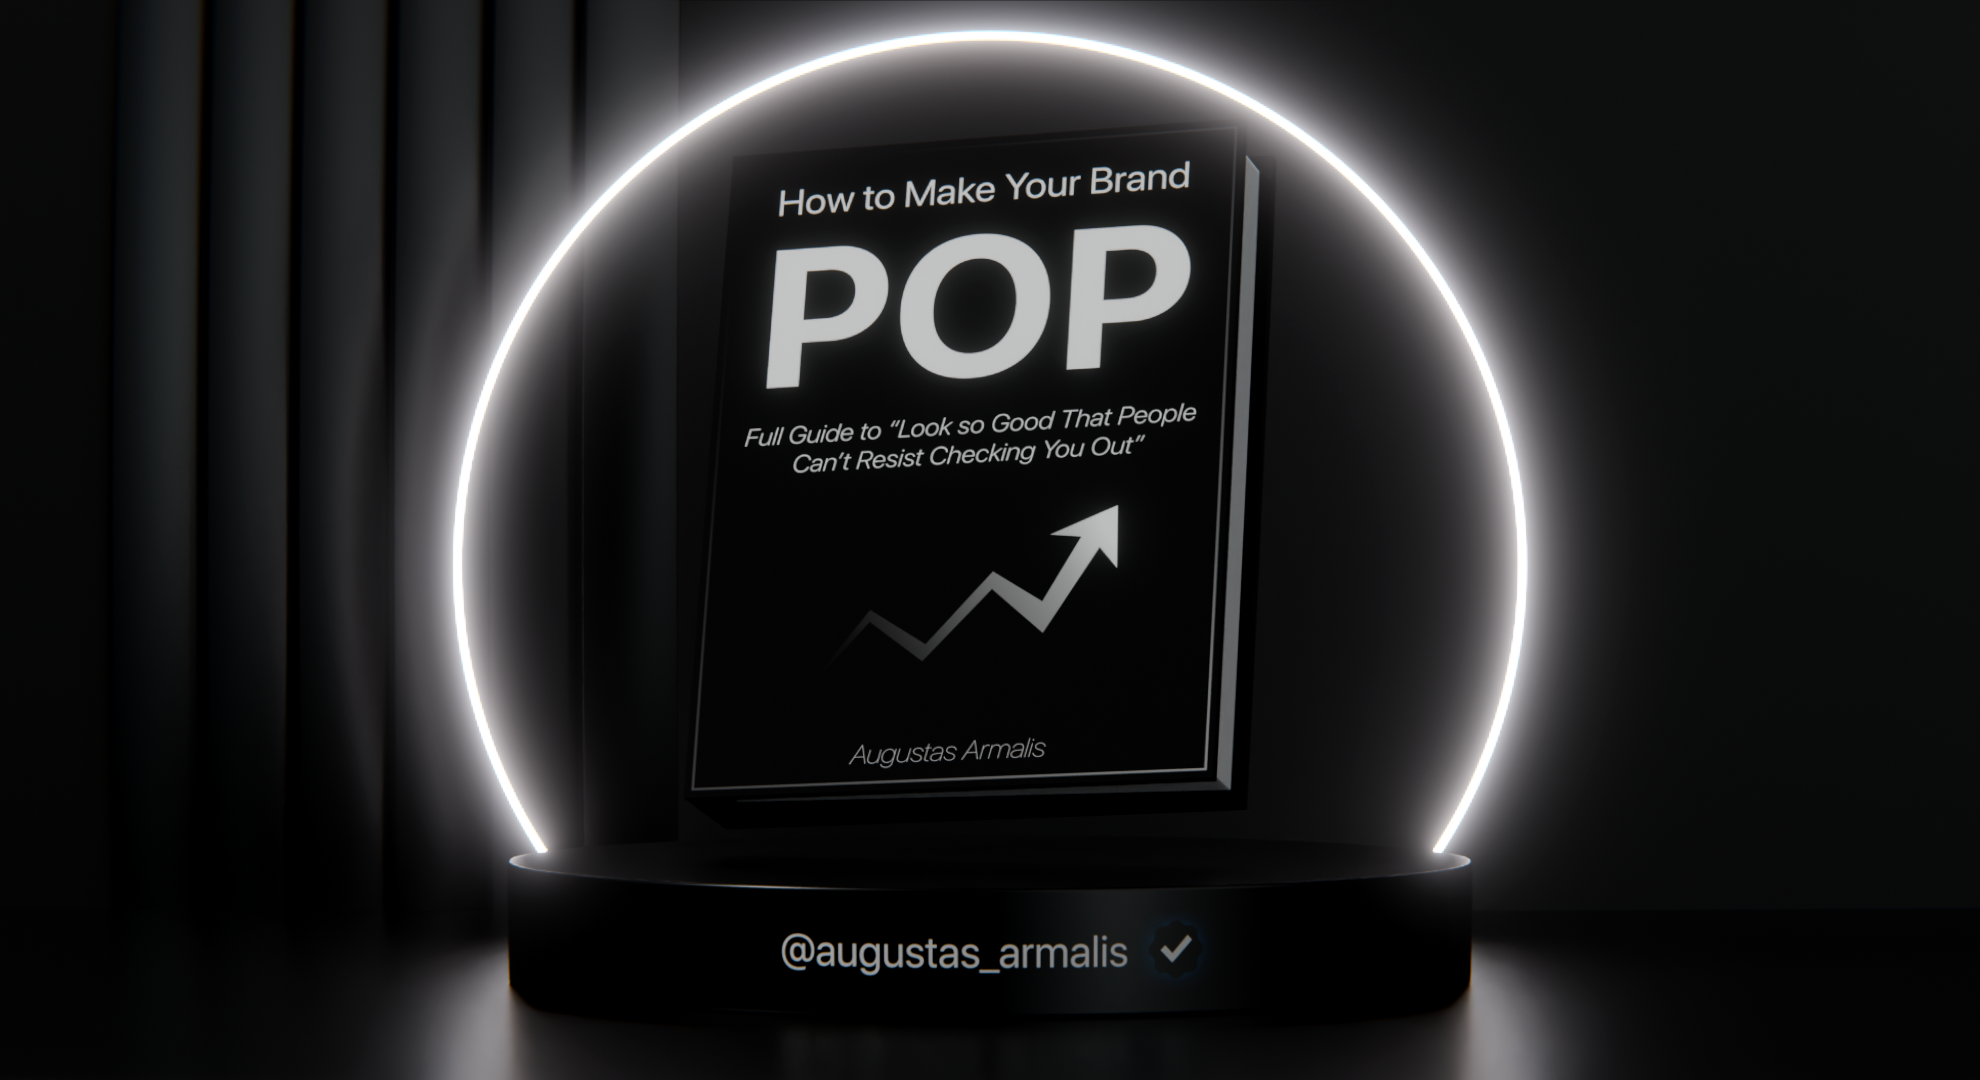 How to Make Your Brand
POP
Full Guide to “Look so Good That People
Can’t Resist Checking You Out”
Augustas Armalis
@augustas_armalis